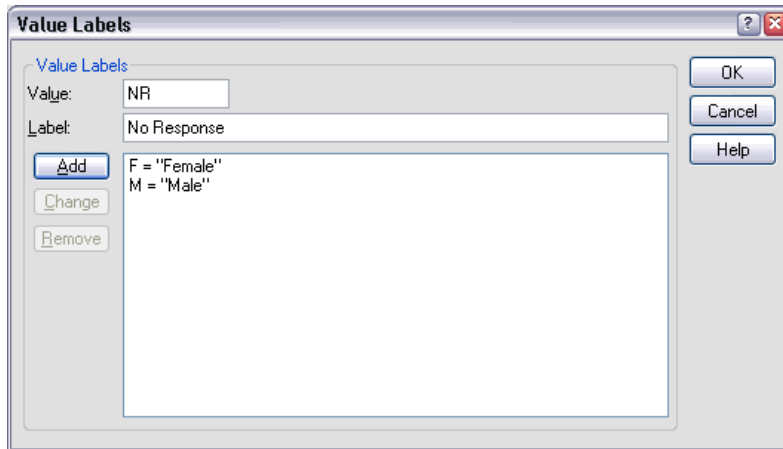 Value Labels
Value Labels
Value: NR
Label: No Response
Add
Change
Remove
F = "Female"
M = "Male"
OK
Cancel
Help
?